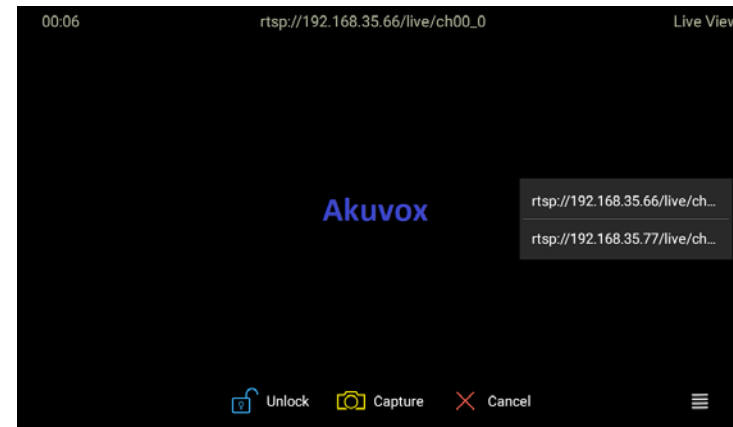 00:06 rtsp://192.168.35.66/live/ch00_0 Live View
Akuvox
rtsp://192.168.35.66/live/ch...
rtsp://192.168.35.77/live/ch...
Unlock Capture Cancel